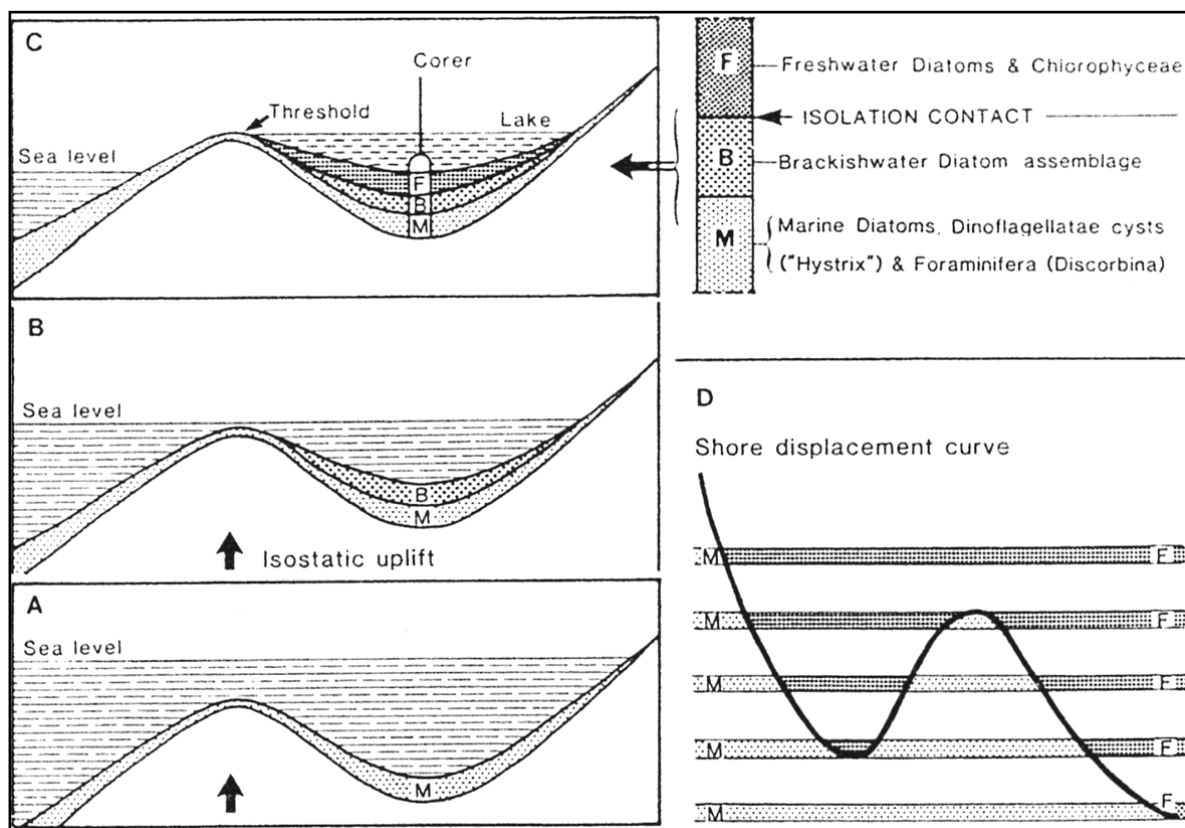 C
Corer
Threshold
Lake
Sea level
F
B
M
F
Freshwater Diatoms & Chlorophyceae
ISOLATION CONTACT
B
Brackishwater Diatom assemblage
M
Marine Diatoms, Dinoflagellatae cysts
("Hystrix") & Foraminifera (Discorbina)
B
Sea level
B
M
Isostatic uplift
A
Sea level
M
D
Shore displacement curve
M F
M F
M F
M F
M F